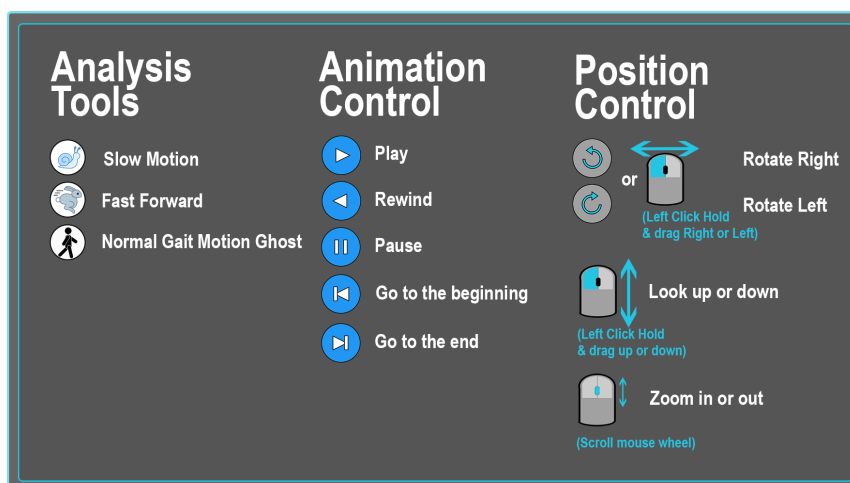 Analysis
Tools
Slow Motion
Fast Forward
Normal Gait Motion Ghost
Animation
Control
Play
Rewind
Pause
Go to the beginning
Go to the end
Position
Control
or
Rotate Right
Rotate Left
(Left Click Hold
& drag Right or Left)
Look up or down
(Left Click Hold
& drag up or down)
Zoom in or out
(Scroll mouse wheel)